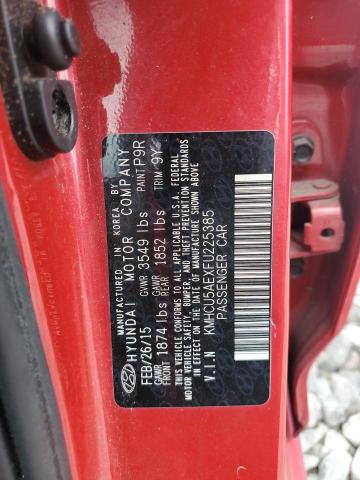 MANUFACTURED IN KOREA BY
HYUNDAI MOTOR COMPANY
FEB/26/15 GVWR 3549 lbs PAINT P9R
GAWR FRONT 1874 lbs GAWR REAR 1852 lbs TRIM 9Y
THIS VEHICLE CONFORMS TO ALL APPLICABLE U.S.A. FEDERAL
MOTOR VEHICLE SAFETY, BUMPER, AND THEFT PREVENTION STANDARDS
IN EFFECT ON THE DATE OF MANUFACTURE SHOWN ABOVE.
V.I.N : KMHCU5AEXFU225385
PASSENGER CAR